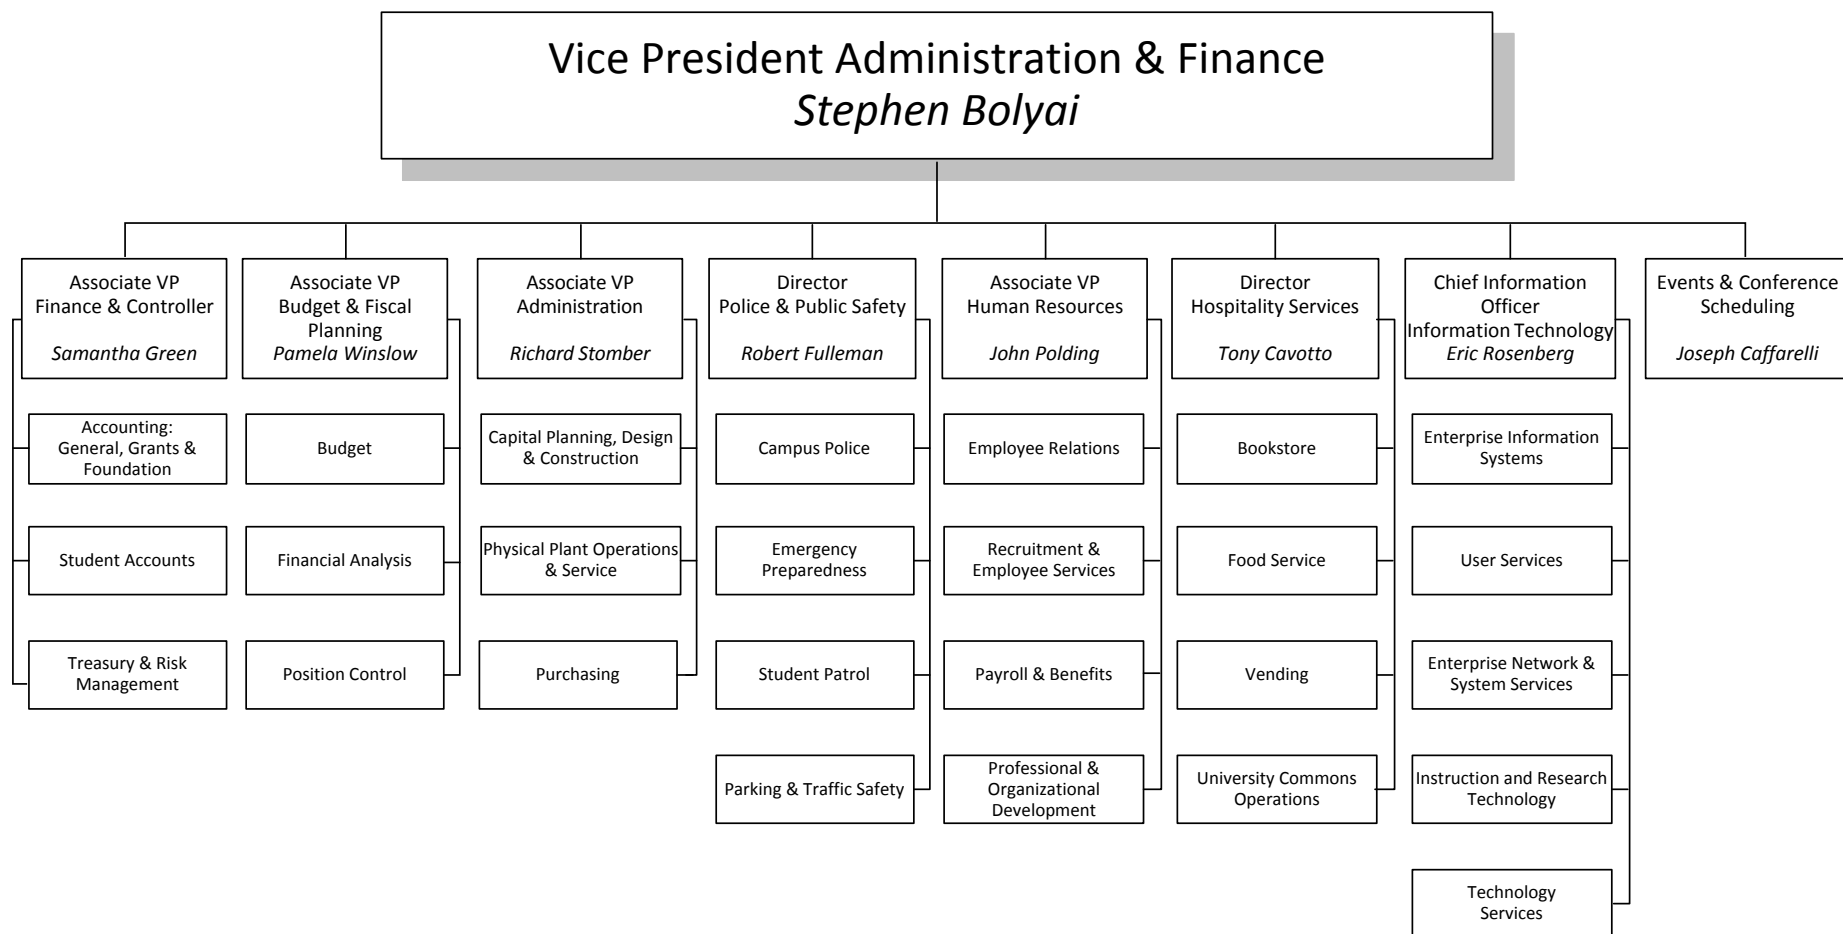 Vice President Administration & Finance
Stephen Bolyai
Associate VP
Finance & Controller
Samantha Green
Associate VP
Budget & Fiscal
Planning
Pamela Winslow
Associate VP
Administration
Richard Stomber
Director
Police & Public Safety
Robert Fulleman
Associate VP
Human Resources
John Polding
Director
Hospitality Services
Tony Cavotto
Chief Information
Officer
Information Technology
Eric Rosenberg
Events & Conference
Scheduling
Joseph Caffarelli
Accounting:
General, Grants &
Foundation
Budget
Capital Planning, Design
& Construction
Campus Police
Employee Relations
Bookstore
Enterprise Information
Systems
Student Accounts
Financial Analysis
Physical Plant Operations
& Service
Emergency
Preparedness
Recruitment &
Employee Services
Food Service
User Services
Treasury & Risk
Management
Position Control
Purchasing
Student Patrol
Payroll & Benefits
Vending
Enterprise Network &
System Services
Parking & Traffic Safety
Professional &
Organizational
Development
University Commons
Operations
Instruction and Research
Technology
Technology
Services